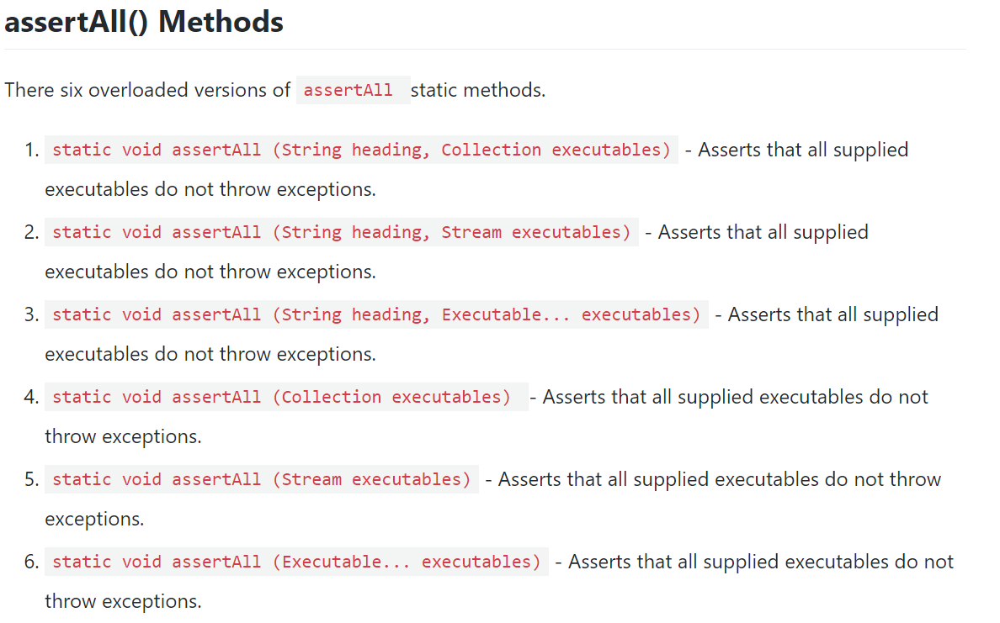 assertAll() Methods
There six overloaded versions of assertAll static methods.
1. static void assertAll (String heading, Collection executables) - Asserts that all supplied
executables do not throw exceptions.
2. static void assertAll (String heading, Stream executables) - Asserts that all supplied
executables do not throw exceptions.
3. static void assertAll (String heading, Executable... executables) - Asserts that all supplied
executables do not throw exceptions.
4. static void assertAll (Collection executables) - Asserts that all supplied executables do not
throw exceptions.
5. static void assertAll (Stream executables) - Asserts that all supplied executables do not throw
exceptions.
6. static void assertAll (Executable... executables) - Asserts that all supplied executables do not
throw exceptions.